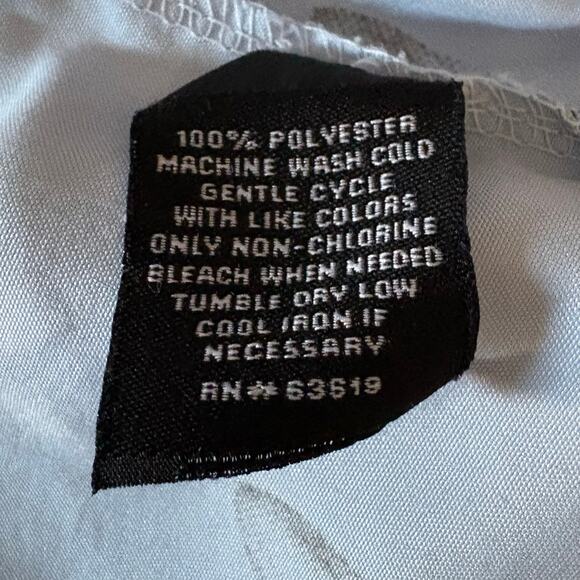 100% POLYESTER
MACHINE WASH COLD
GENTLE CYCLE
WITH LIKE COLORS
ONLY NON-CHLORINE
BLEACH WHEN NEEDED
TUMBLE DRY LOW
COOL IRON IF
NECESSARY
RN# 63619